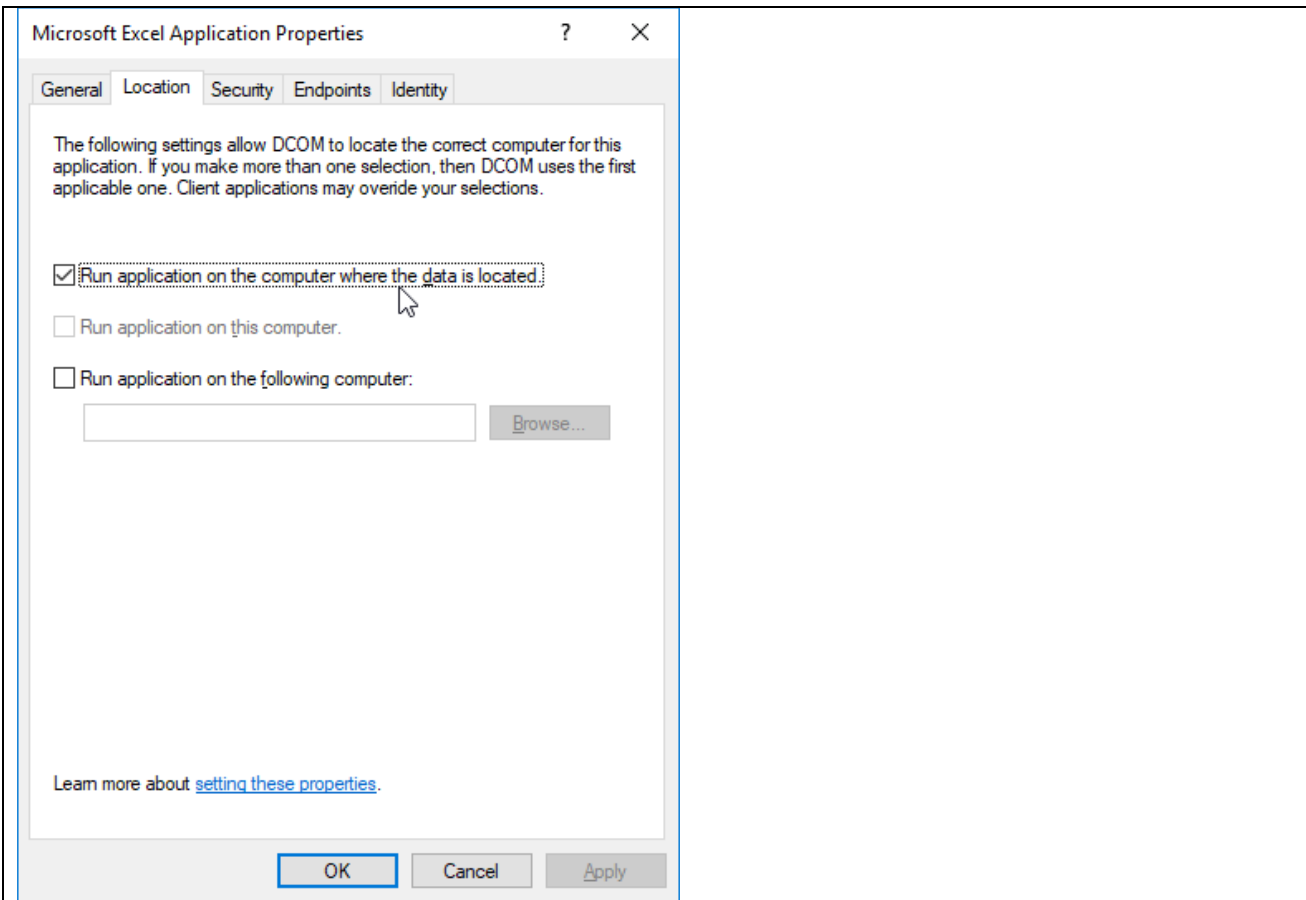 Microsoft Excel Application Properties ?
General Location Security Endpoints Identity
The following settings allow DCOM to locate the correct computer for this
application. If you make more than one selection, then DCOM uses the first
applicable one. Client applications may overide your selections.
Run application on the computer where the data is located.
Run application on this computer.
Run application on the following computer:
Browse...
Learn more about setting these properties.
OK Cancel Apply